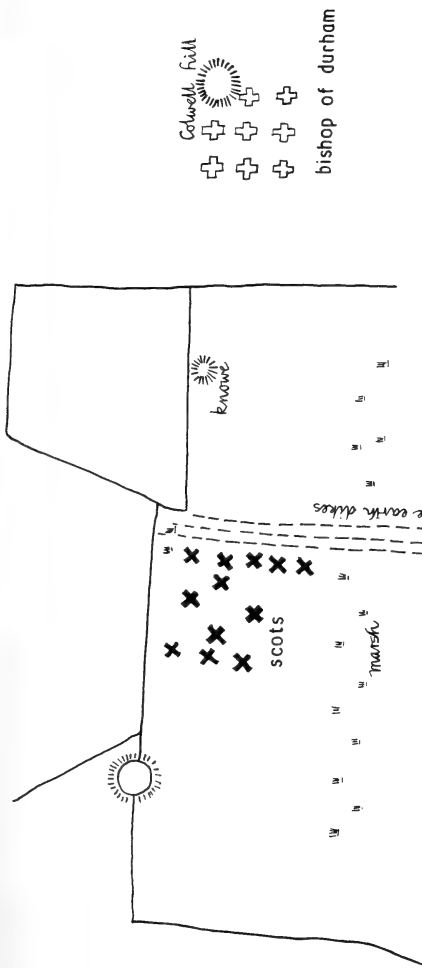 Colwell hill
bishop of durham
knowe
e earth dikes
scots
marsh